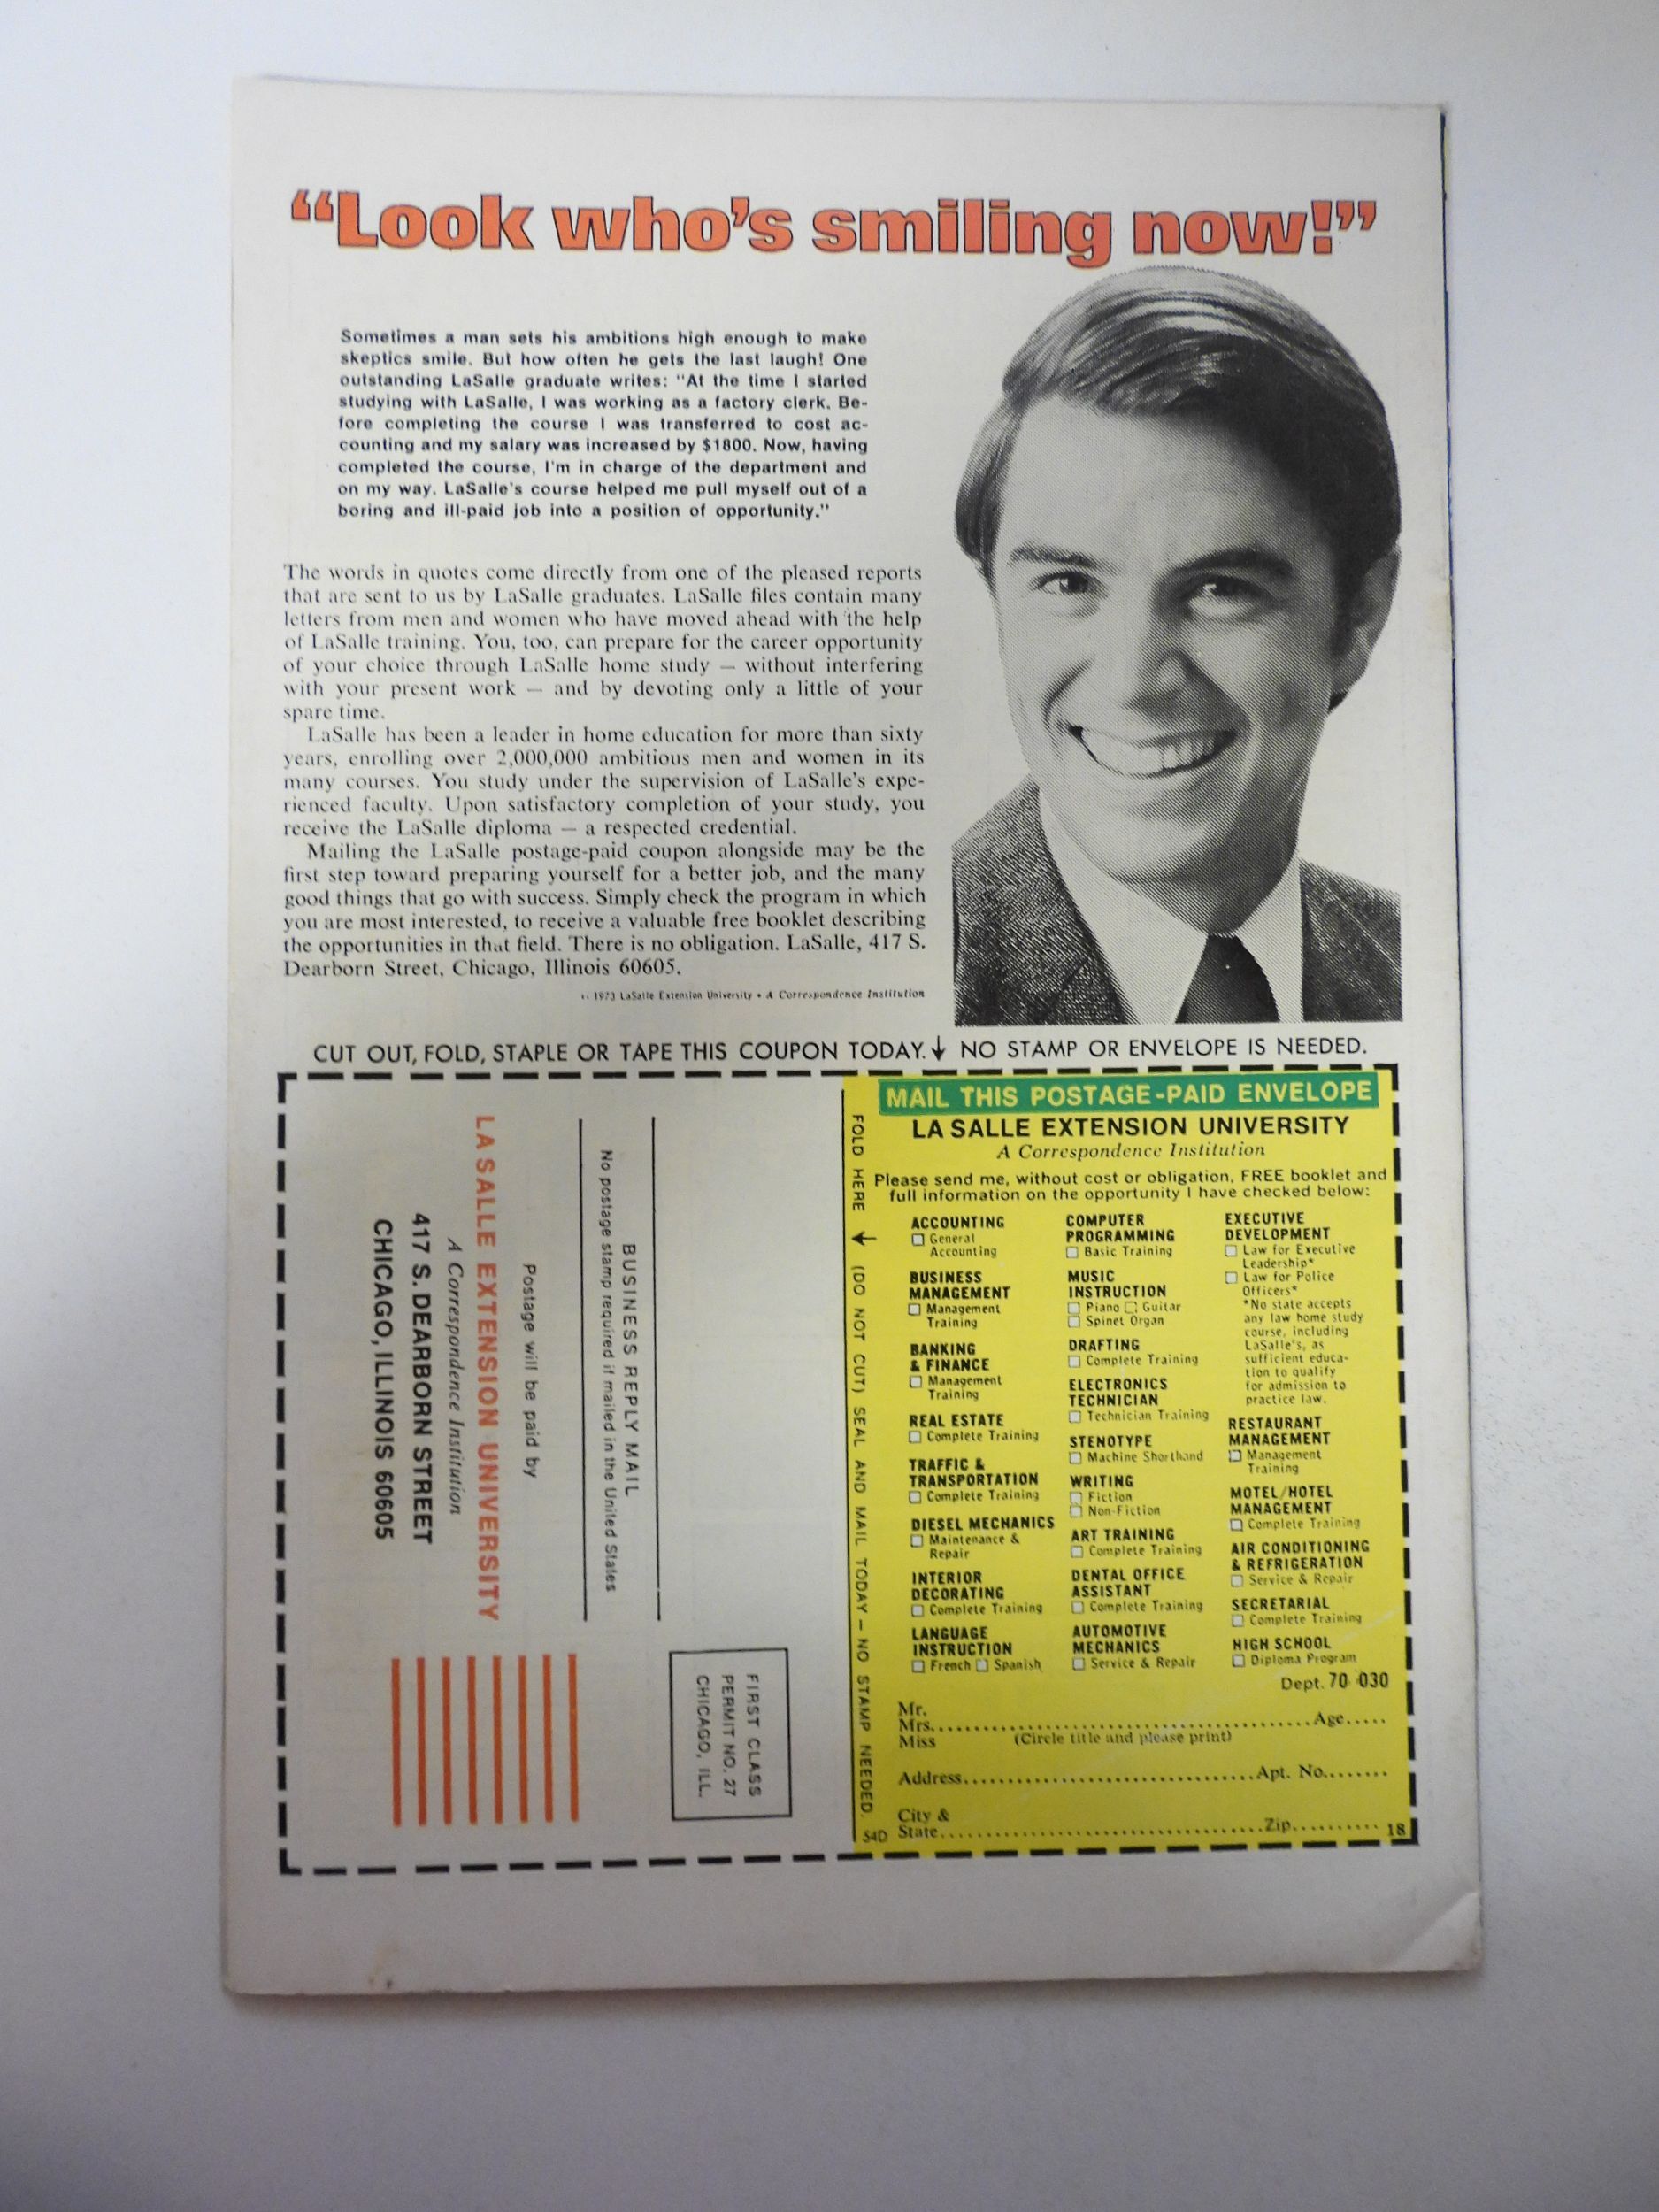 “Look who’s smiling now!”
Sometimes a man sets his ambitions high enough to make
skeptics smile. But how often he gets the last laugh! One
outstanding LaSalle graduate writes: "At the time I started
studying with LaSalle, I was working as a factory clerk. Be-
fore completing the course I was transferred to cost ac-
counting and my salary was increased by $1800. Now, having
completed the course, I'm in charge of the department and
on my way. LaSalle's course helped me pull myself out of a
boring and ill-paid job into a position of opportunity."
The words in quotes come directly from one of the pleased reports
that are sent to us by LaSalle graduates. LaSalle files contain many
letters from men and women who have moved ahead with the help
of LaSalle training. You, too, can prepare for the career opportunity
of your choice through LaSalle home study — without interfering
with your present work — and by devoting only a little of your
spare time.
LaSalle has been a leader in home education for more than sixty
years, enrolling over 2,000,000 ambitious men and women in its
many courses. You study under the supervision of LaSalle's expe-
rienced faculty. Upon satisfactory completion of your study, you
receive the LaSalle diploma — a respected credential.
Mailing the LaSalle postage-paid coupon alongside may be the
first step toward preparing yourself for a better job, and the many
good things that go with success. Simply check the program in which
you are most interested, to receive a valuable free booklet describing
the opportunities in that field. There is no obligation. LaSalle, 417 S.
Dearborn Street, Chicago, Illinois 60605.
1973 LaSalle Extension University • A Correspondence Institution
CUT OUT, FOLD, STAPLE OR TAPE THIS COUPON TODAY.↓ NO STAMP OR ENVELOPE IS NEEDED.
FIRST CLASS
PERMIT NO. 27
CHICAGO, ILL.
BUSINESS REPLY MAIL
No postage stamp required if mailed in the United States
Postage will be paid by
LA SALLE EXTENSION UNIVERSITY
A Correspondence Institution
417 S. DEARBORN STREET
CHICAGO, ILLINOIS 60605
FOLD HERE ↓ (DO NOT CUT) SEAL AND MAIL TODAY — NO STAMP NEEDED.
MAIL THIS POSTAGE-PAID ENVELOPE
LA SALLE EXTENSION UNIVERSITY
A Correspondence Institution
Please send me, without cost or obligation, FREE booklet and
full information on the opportunity I have checked below:
ACCOUNTING
□ General
Accounting
BUSINESS
MANAGEMENT
□ Management
Training
BANKING
& FINANCE
□ Management
Training
REAL ESTATE
□ Complete Training
TRAFFIC &
TRANSPORTATION
□ Complete Training
DIESEL MECHANICS
□ Maintenance &
Repair
INTERIOR
DECORATING
□ Complete Training
LANGUAGE
INSTRUCTION
□ French □ Spanish
COMPUTER
PROGRAMMING
□ Basic Training
MUSIC
INSTRUCTION
□ Piano □ Guitar
□ Spinet Organ
DRAFTING
□ Complete Training
ELECTRONICS
TECHNICIAN
□ Technician Training
STENOTYPE
□ Machine Shorthand
WRITING
□ Fiction
□ Non-Fiction
ART TRAINING
□ Complete Training
DENTAL OFFICE
ASSISTANT
□ Complete Training
AUTOMOTIVE
MECHANICS
□ Service & Repair
EXECUTIVE
DEVELOPMENT
□ Law for Executive
Leadership*
□ Law for Police
Officers*
*No state accepts
any law home study
course, including
LaSalle's, as
sufficient educa-
tion to qualify
for admission to
practice law.
RESTAURANT
MANAGEMENT
□ Management
Training
MOTEL/HOTEL
MANAGEMENT
□ Complete Training
AIR CONDITIONING
& REFRIGERATION
□ Service & Repair
SECRETARIAL
□ Complete Training
HIGH SCHOOL
□ Diploma Program
Dept. 70-030
Mr.
Mrs. Age
Miss (Circle title and please print)
Address Apt. No.
City &
State Zip 18
54D